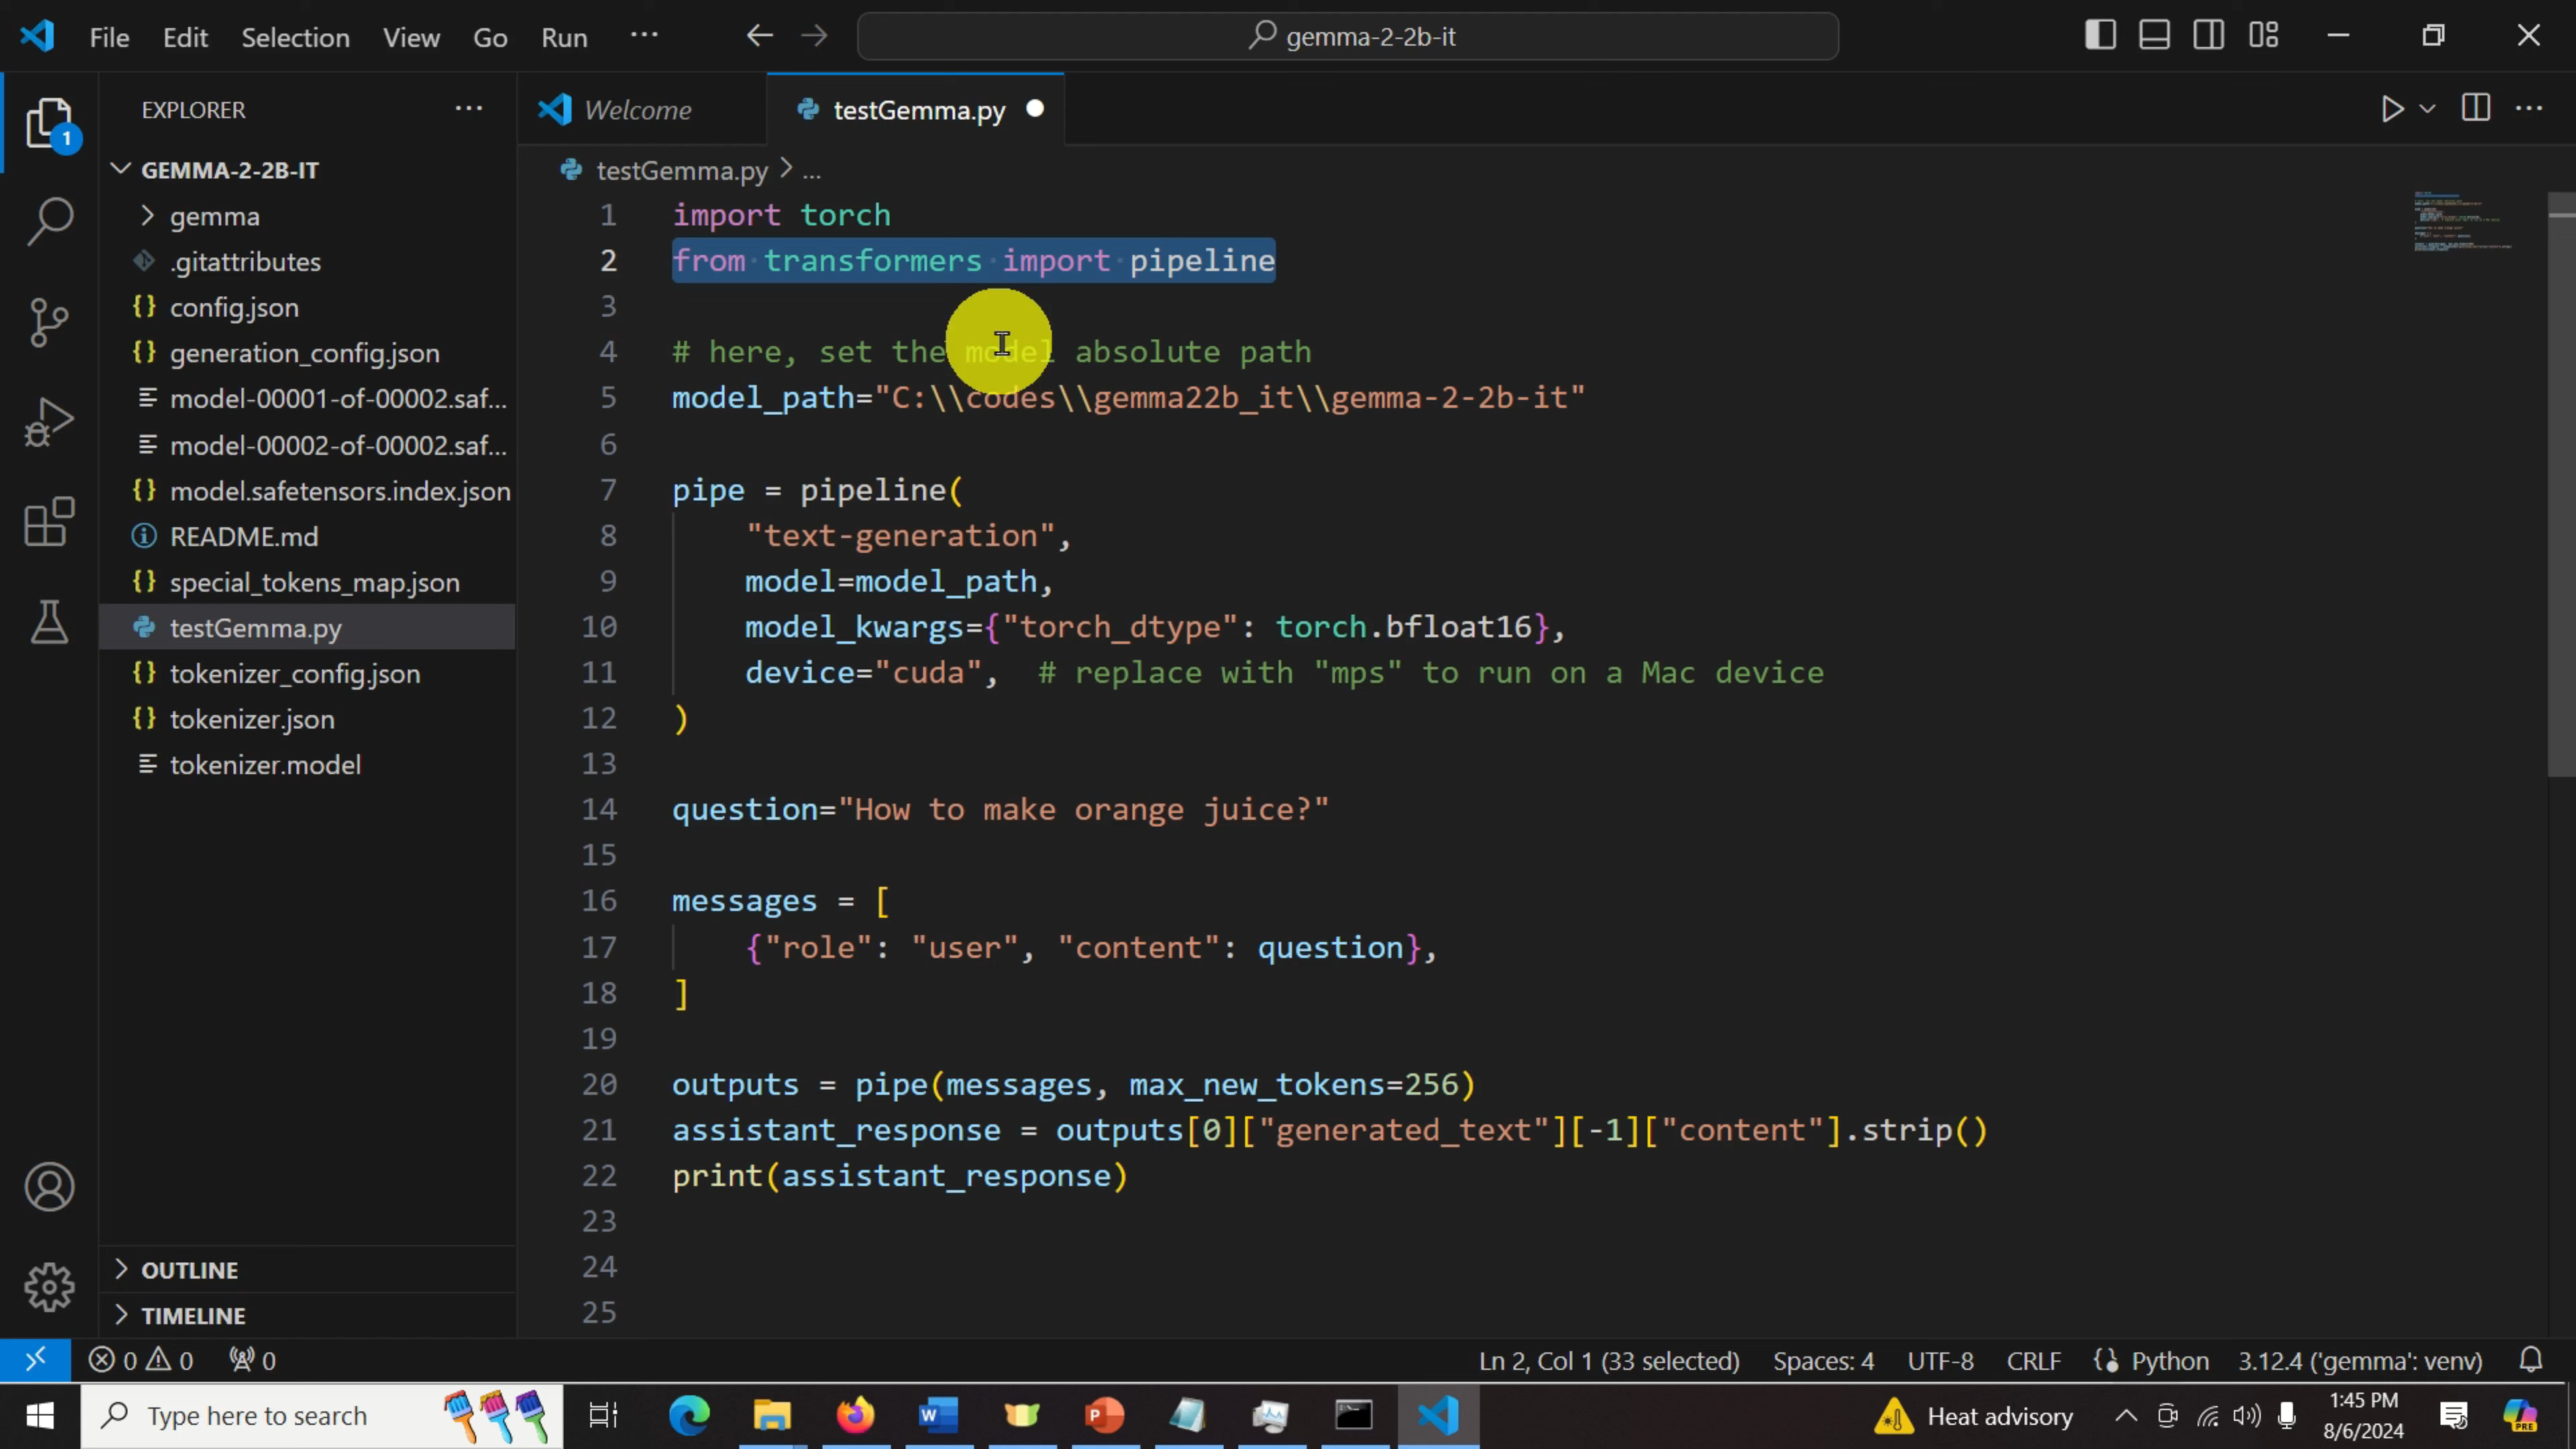 File Edit Selection View Go Run ··· gemma-2-2b-it
EXPLORER ···
GEMMA-2-2B-IT
gemma
.gitattributes
{} config.json
{} generation_config.json
model-00001-of-00002.saf...
model-00002-of-00002.saf...
{} model.safetensors.index.json
README.md
{} special_tokens_map.json
testGemma.py
{} tokenizer_config.json
{} tokenizer.json
tokenizer.model
OUTLINE
TIMELINE
1
Welcome testGemma.py
testGemma.py > ...
1 import torch
2 from transformers import pipeline
3
4 # here, set the model absolute path
5 model_path="C:\\codes\\gemma22b_it\\gemma-2-2b-it"
6
7 pipe = pipeline(
8 "text-generation",
9 model=model_path,
10 model_kwargs={"torch_dtype": torch.bfloat16},
11 device="cuda",  # replace with "mps" to run on a Mac device
12 )
13
14 question="How to make orange juice?"
15
16 messages = [
17 {"role": "user", "content": question},
18 ]
19
20 outputs = pipe(messages, max_new_tokens=256)
21 assistant_response = outputs[0]["generated_text"][-1]["content"].strip()
22 print(assistant_response)
23
24
25
0 0 0 Ln 2, Col 1 (33 selected) Spaces: 4 UTF-8 CRLF {} Python 3.12.4 ('gemma': venv)
Type here to search Heat advisory 1:45 PM
8/6/2024